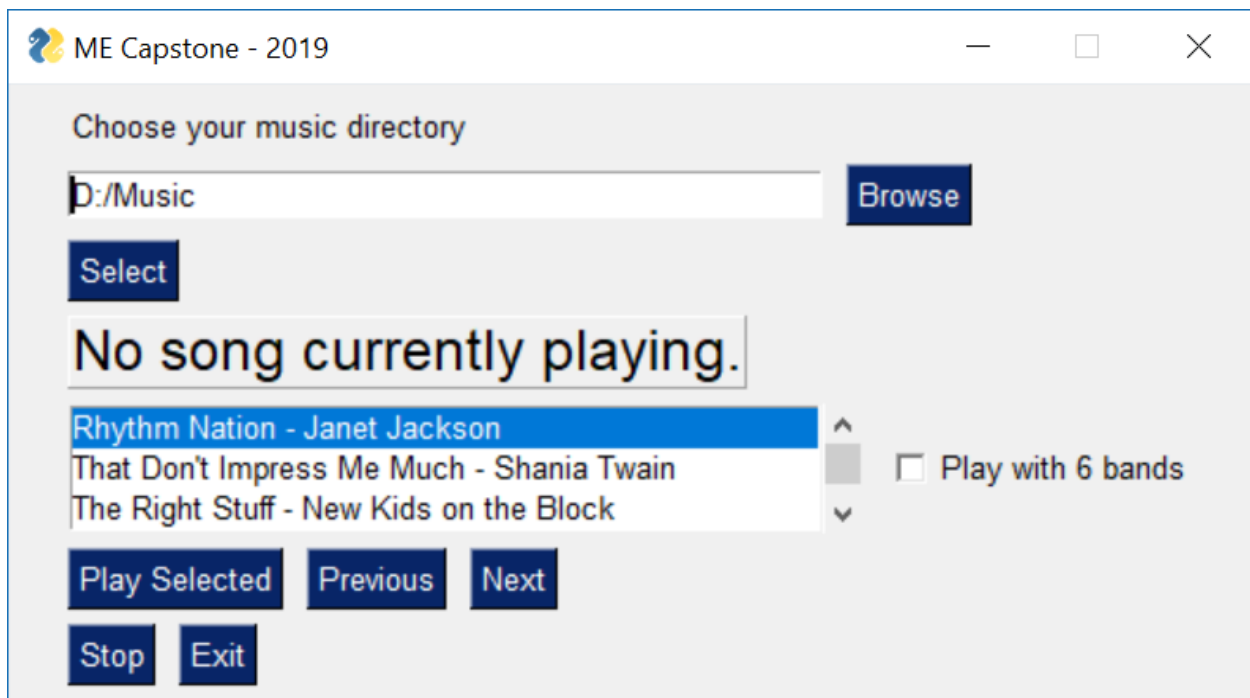 ME Capstone - 2019
Choose your music directory
D:/Music
Browse
Select
No song currently playing.
Rhythm Nation - Janet Jackson
That Don't Impress Me Much - Shania Twain
The Right Stuff - New Kids on the Block
Play with 6 bands
Play Selected Previous Next
Stop Exit